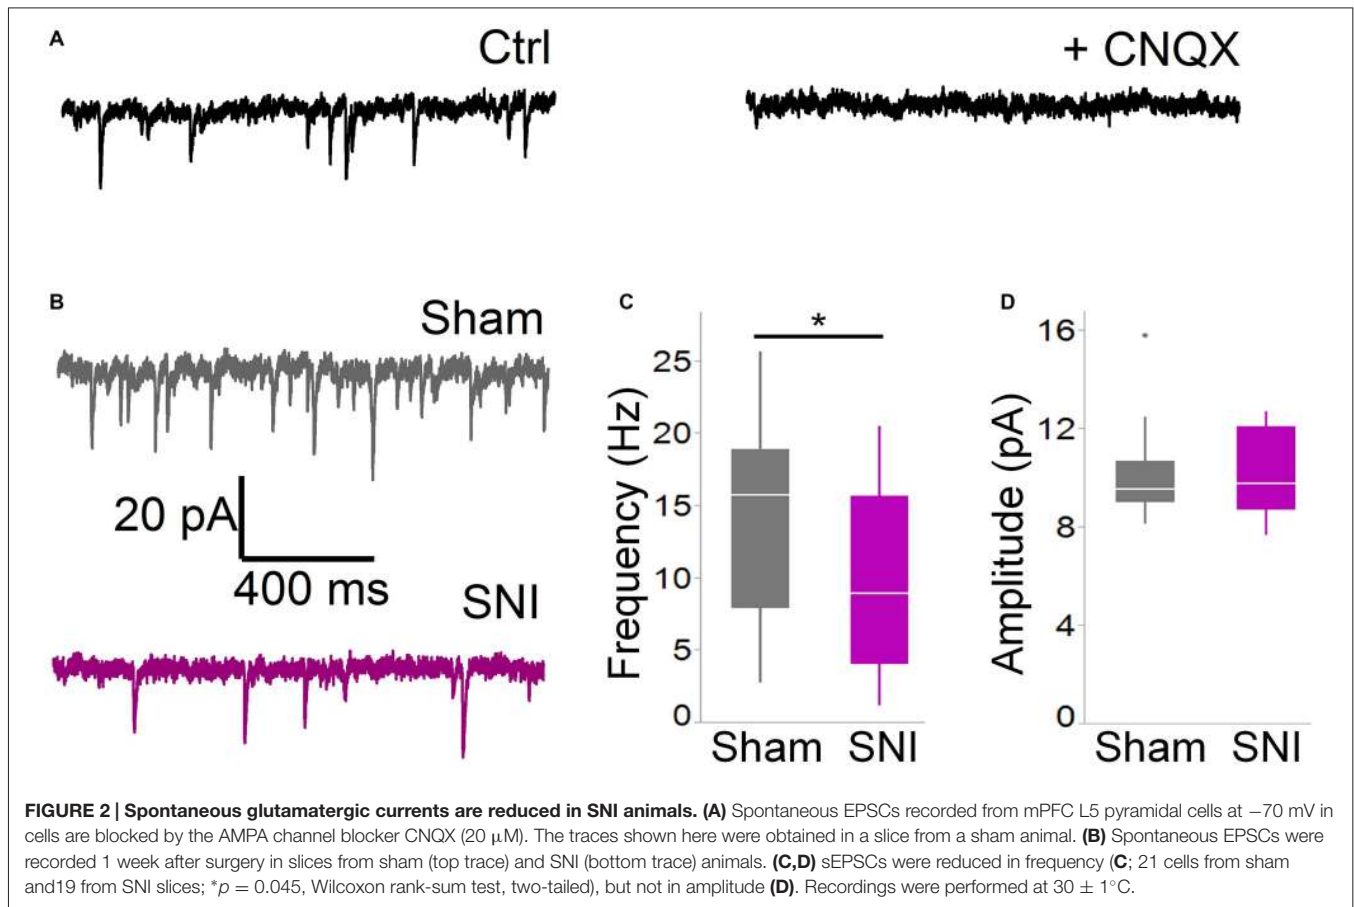 A
Ctrl
+ CNQX
B
Sham
20 pA
400 ms
SNI
C
*
Frequency (Hz)
25
20
15
10
5
0
Sham SNI
D
Amplitude (pA)
16
12
8
4
0
Sham SNI
FIGURE 2 | Spontaneous glutamatergic currents are reduced in SNI animals. (A) Spontaneous EPSCs recorded from mPFC L5 pyramidal cells at −70 mV in
cells are blocked by the AMPA channel blocker CNQX (20 μM). The traces shown here were obtained in a slice from a sham animal. (B) Spontaneous EPSCs were
recorded 1 week after surgery in slices from sham (top trace) and SNI (bottom trace) animals. (C,D) sEPSCs were reduced in frequency (C; 21 cells from sham
and19 from SNI slices; *p = 0.045, Wilcoxon rank-sum test, two-tailed), but not in amplitude (D). Recordings were performed at 30 ± 1°C.